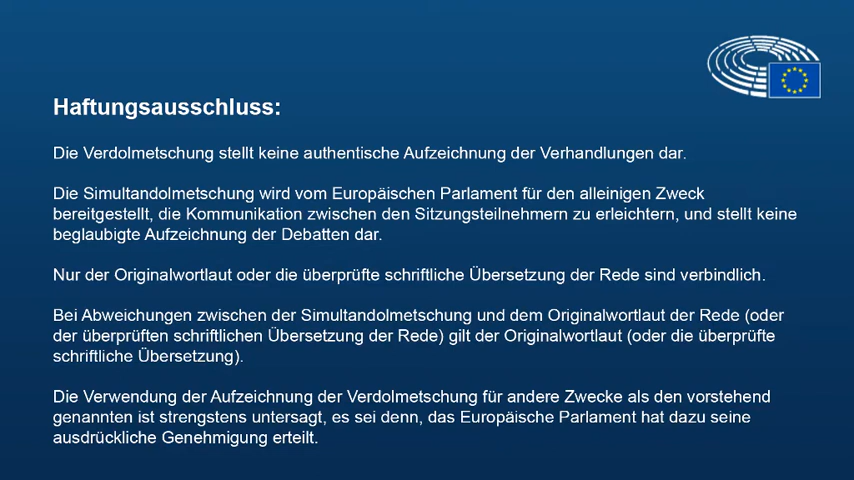 Haftungsausschluss:
Die Verdolmetschung stellt keine authentische Aufzeichnung der Verhandlungen dar.
Die Simultandolmetschung wird vom Europäischen Parlament für den alleinigen Zweck
bereitgestellt, die Kommunikation zwischen den Sitzungsteilnehmern zu erleichtern, und stellt keine
beglaubigte Aufzeichnung der Debatten dar.
Nur der Originalwortlaut oder die überprüfte schriftliche Übersetzung der Rede sind verbindlich.
Bei Abweichungen zwischen der Simultandolmetschung und dem Originalwortlaut der Rede (oder
der überprüften schriftlichen Übersetzung der Rede) gilt der Originalwortlaut (oder die überprüfte
schriftliche Übersetzung).
Die Verwendung der Aufzeichnung der Verdolmetschung für andere Zwecke als den vorstehend
genannten ist strengstens untersagt, es sei denn, das Europäische Parlament hat dazu seine
ausdrückliche Genehmigung erteilt.